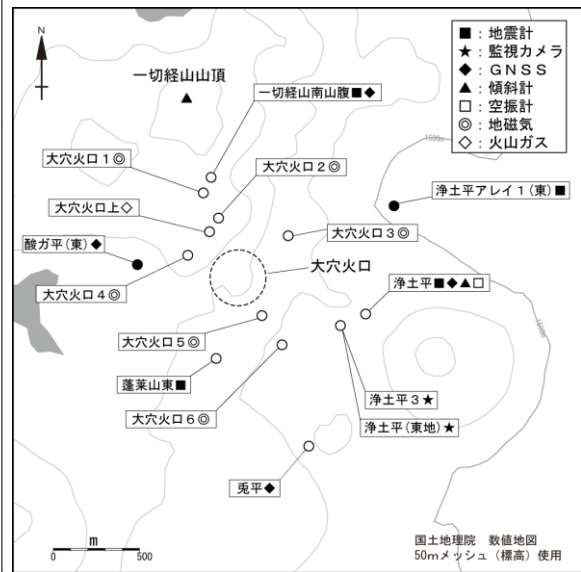 N
■：地震計
★：監視カメラ
◆：ＧＮＳＳ
▲：傾斜計
□：空振計
◎：地磁気
◇：火山ガス
一切経山山頂
▲
一切経山南山腹■◆
大穴火口１◎
大穴火口２◎
1500m
浄土平アレイ１(東)■
大穴火口上◇
大穴火口３◎
酸ガ平(東)◆
大穴火口
大穴火口４◎
浄土平■◆▲□
1600m
大穴火口５◎
蓬莱山東■
浄土平３★
大穴火口６◎
浄土平(東地)★
兎平◆
m
0 500
国土地理院　数値地図
50mメッシュ（標高）使用